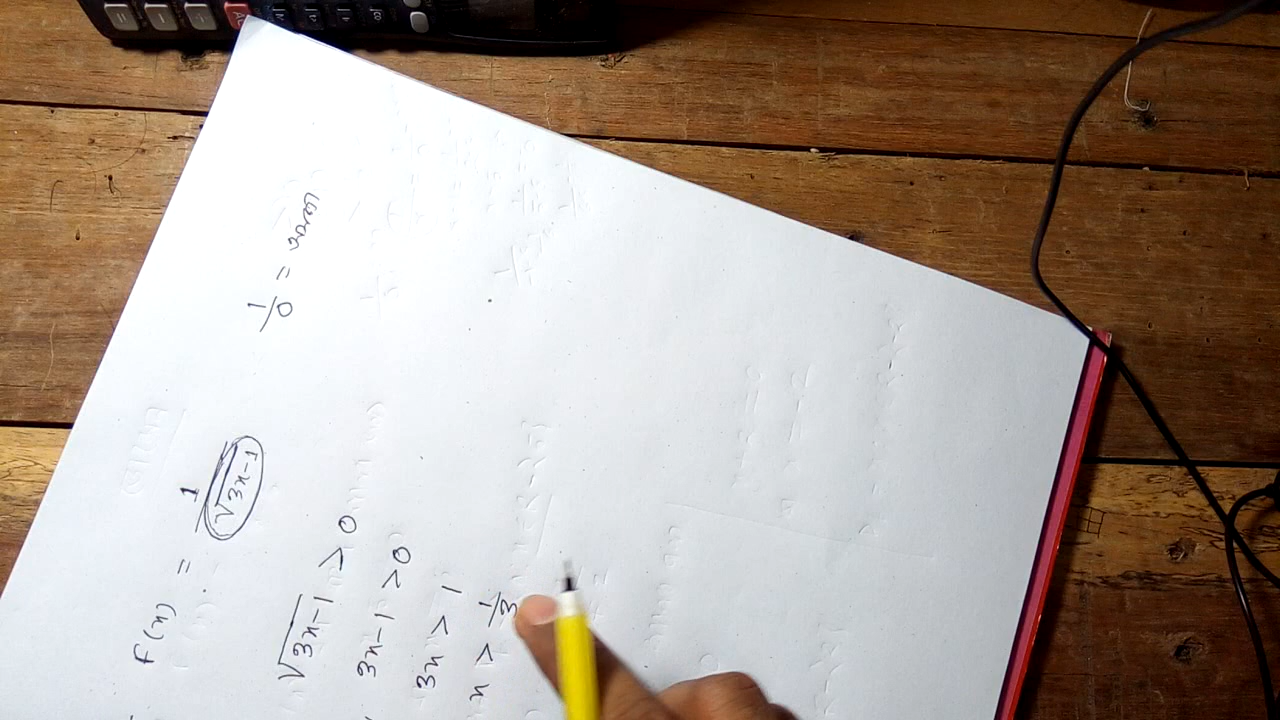 1/0 = অসংজ্ঞা
f(x) = 1/√(3x-1)
√(3x-1) > 0
3x-1 > 0
3x > 1
x > 1/3